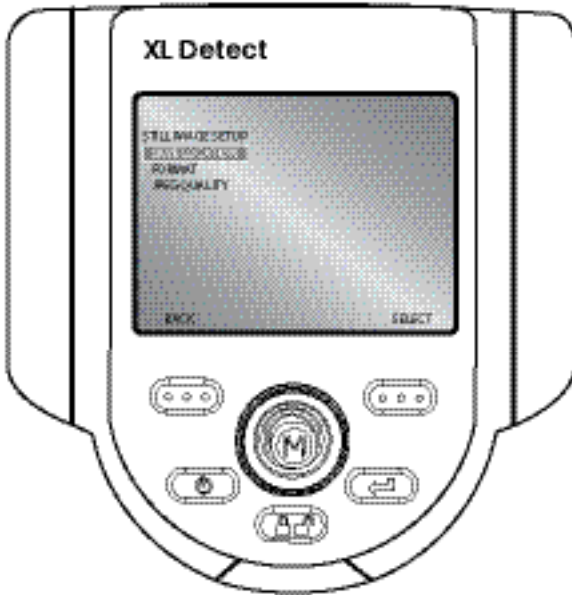 XL Detect
STILL IMAGE SETUP
FORMAT
JPEG QUALITY
BACK
SELECT
M